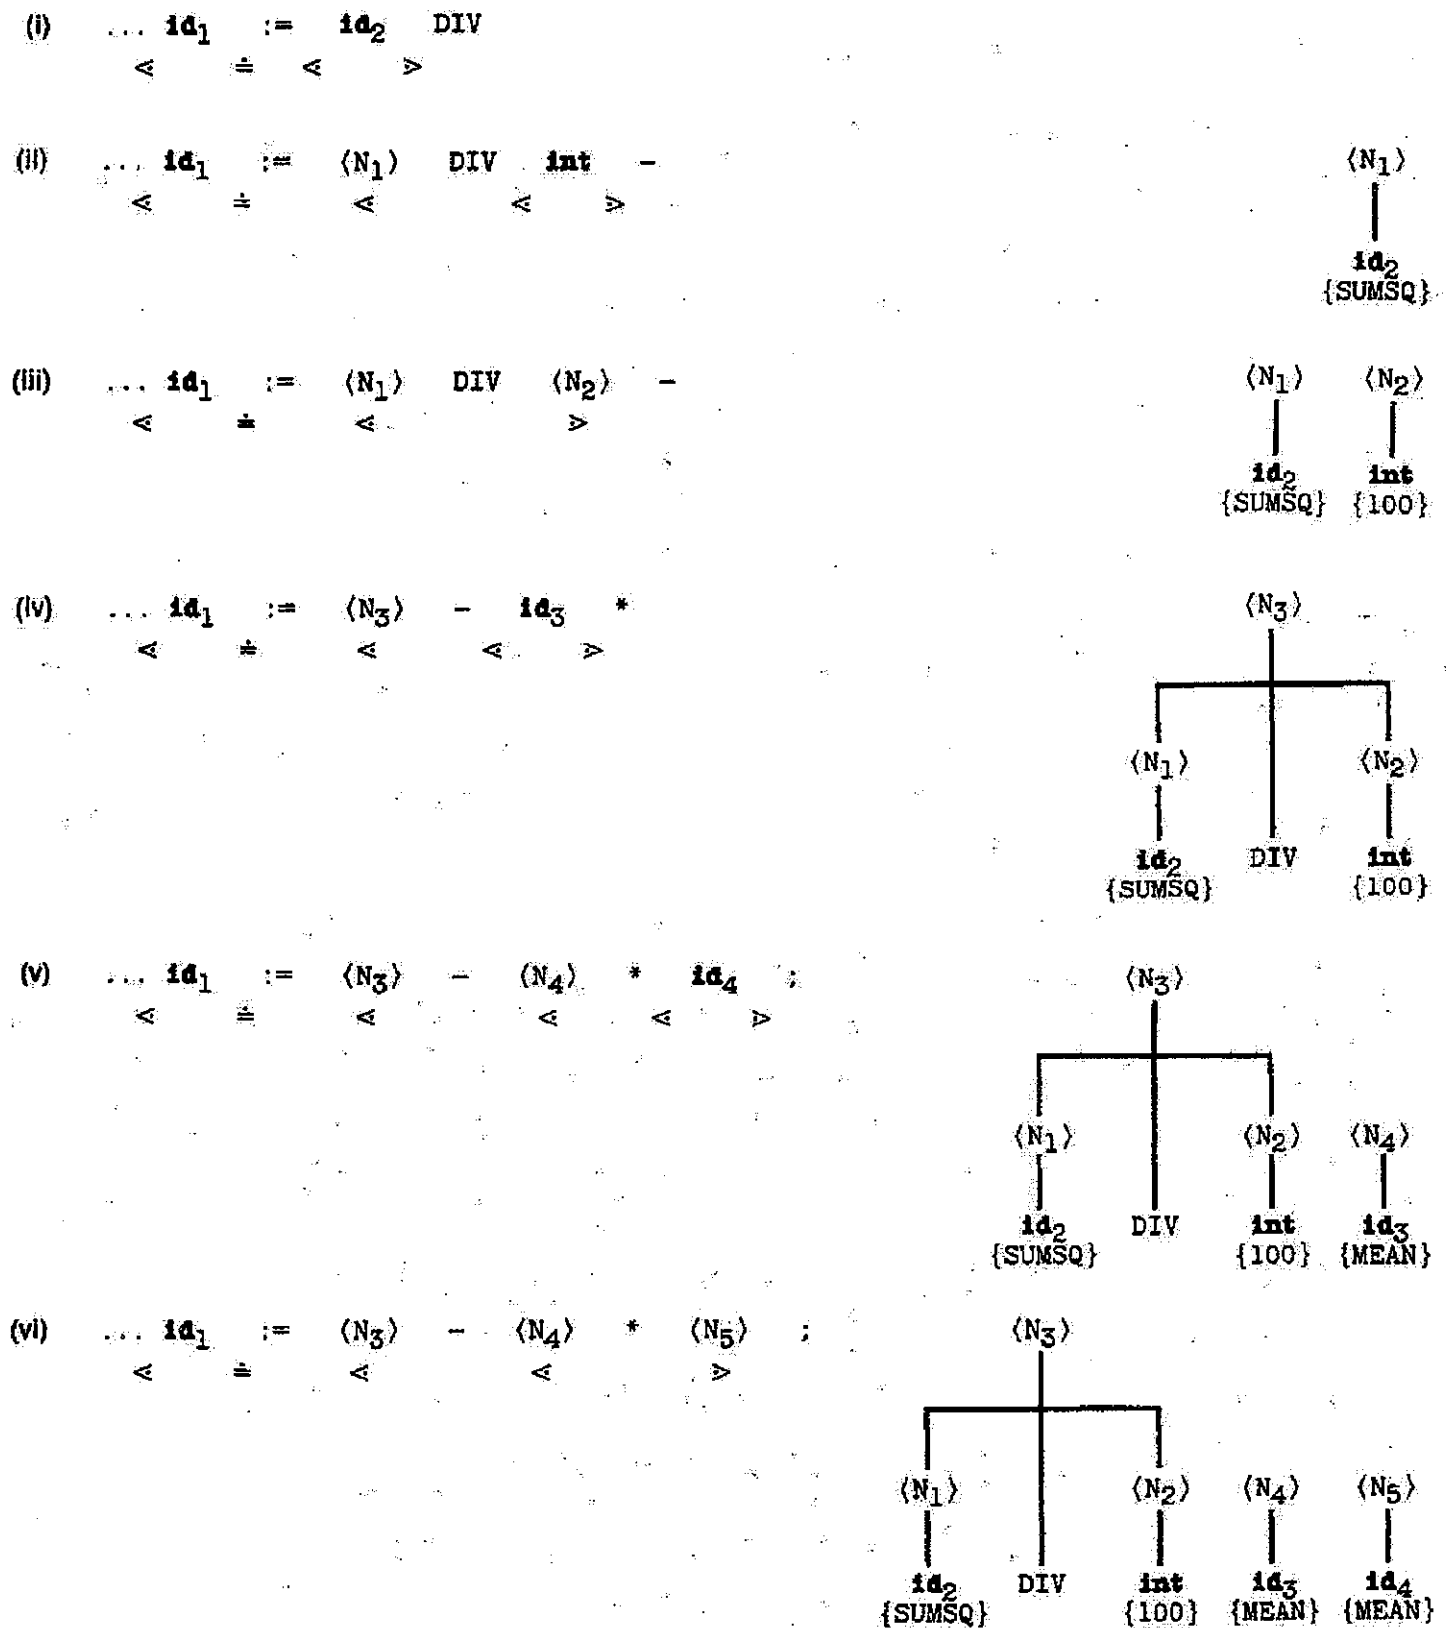 (i) ... id1 := id2 DIV
⋖ ≐ ⋖ ⋗
(ii) ... id1 := ⟨N1⟩ DIV int - ⟨N1⟩
⋖ ≐ ⋖ ⋖ ⋗
id2
{SUMSQ}
(iii) ... id1 := ⟨N1⟩ DIV ⟨N2⟩ - ⟨N1⟩ ⟨N2⟩
⋖ ≐ ⋖ ⋗
id2 int
{SUMSQ} {100}
(iv) ... id1 := ⟨N3⟩ - id3 * ⟨N3⟩
⋖ ≐ ⋖ ⋖ ⋗
⟨N1⟩ ⟨N2⟩
id2 DIV int
{SUMSQ} {100}
(v) ... id1 := ⟨N3⟩ - ⟨N4⟩ * id4 ; ⟨N3⟩
⋖ ≐ ⋖ ⋖ ⋖ ⋗
⟨N1⟩ ⟨N2⟩ ⟨N4⟩
id2 DIV int id3
{SUMSQ} {100} {MEAN}
(vi) ... id1 := ⟨N3⟩ - ⟨N4⟩ * ⟨N5⟩ ; ⟨N3⟩
⋖ ≐ ⋖ ⋖ ⋗
⟨N1⟩ ⟨N2⟩ ⟨N4⟩ ⟨N5⟩
id2 DIV int id3 id4
{SUMSQ} {100} {MEAN} {MEAN}